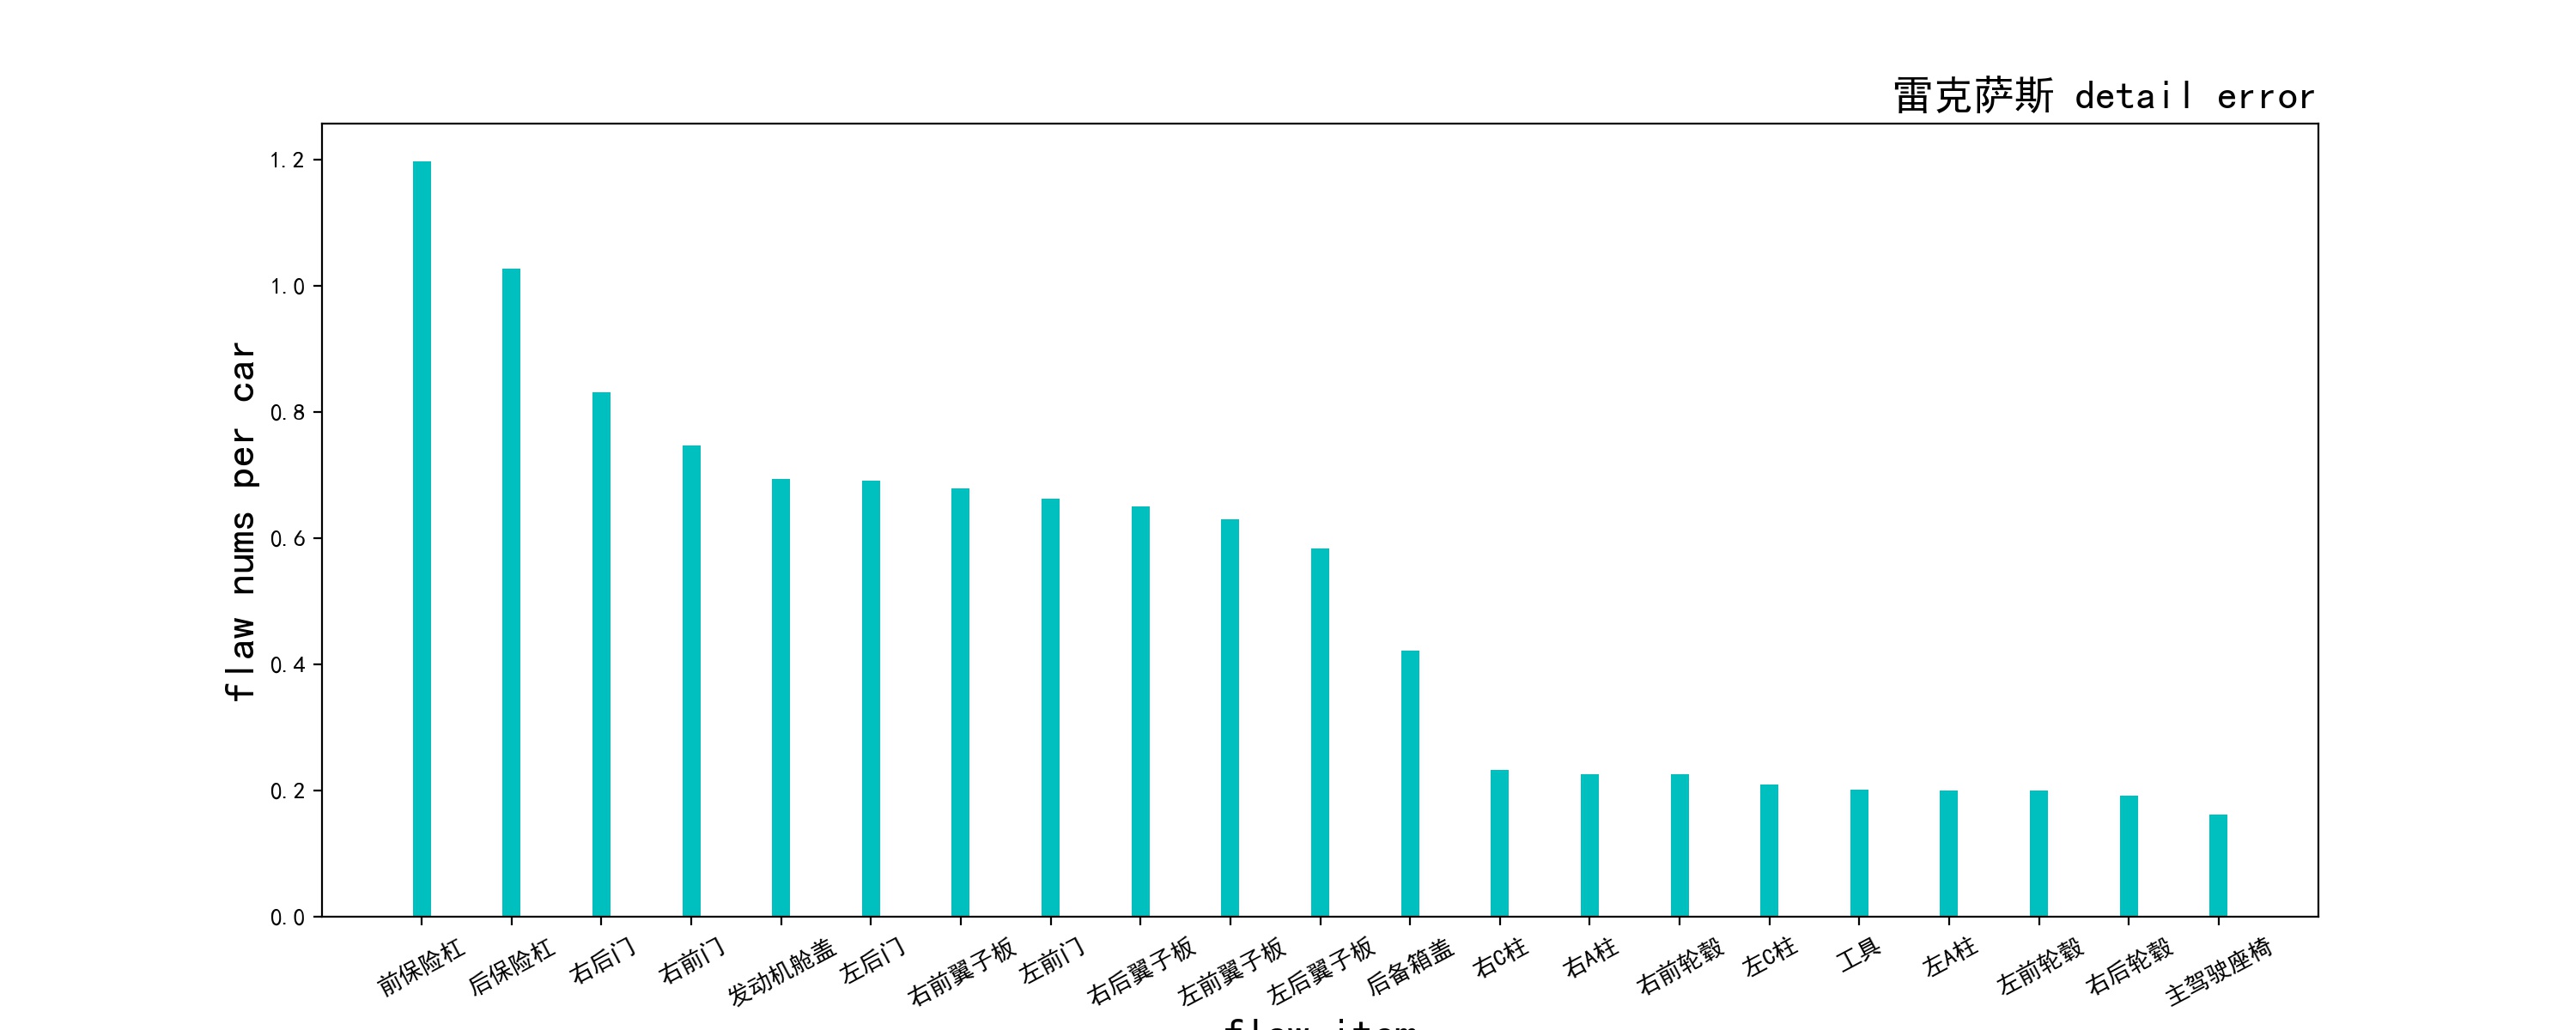 雷克萨斯 detail error
flaw nums per car
1.2
1.0
0.8
0.6
0.4
0.2
0.0
前保险杠 后保险杠 右后门 右前门 发动机舱盖 左后门 右前翼子板 左前门 右后翼子板 左前翼子板 左后翼子板 后备箱盖 右C柱 右A柱 右前轮毂 左C柱 工具 左A柱 左前轮毂 右后轮毂 主驾驶座椅
flaw item